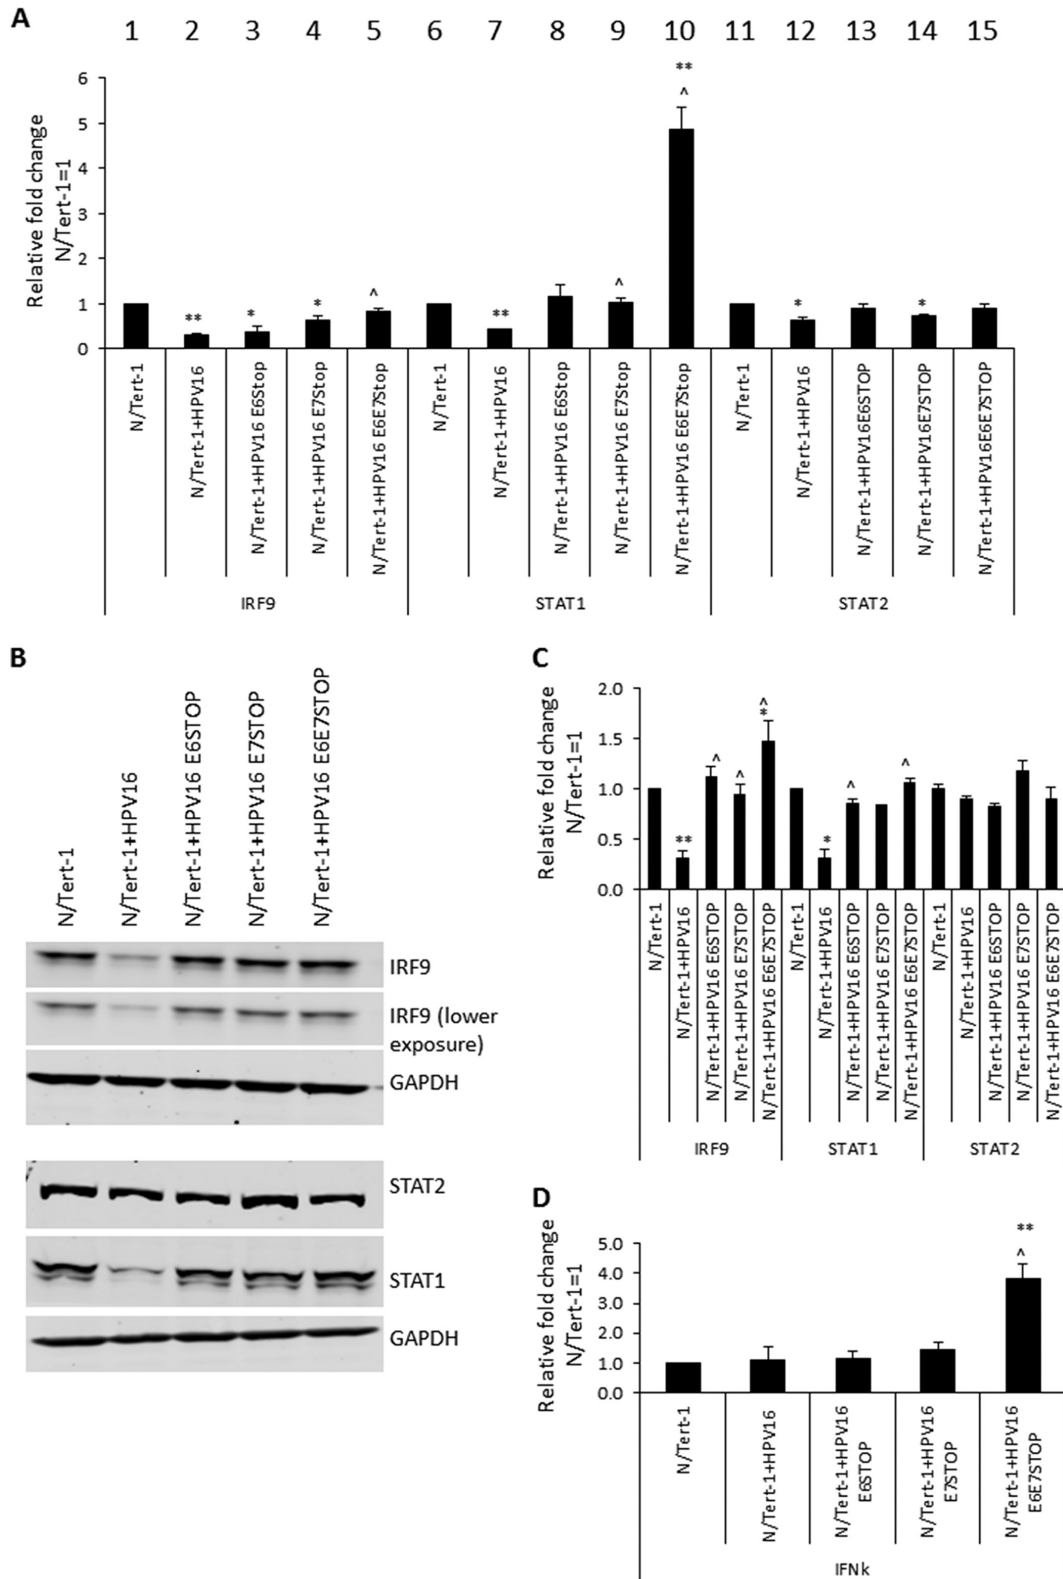 A
1 2 3 4 5 6 7 8 9 10 11 12 13 14 15
Relative fold change
N/Tert-1=1
6
5
4
3
2
1
0
** * * ^ ** ^ ** ^ * *
N/Tert-1
N/Tert-1+HPV16
N/Tert-1+HPV16 E6Stop
N/Tert-1+HPV16 E7Stop
N/Tert-1+HPV16 E6E7Stop
N/Tert-1
N/Tert-1+HPV16
N/Tert-1+HPV16 E6Stop
N/Tert-1+HPV16 E7Stop
N/Tert-1+HPV16 E6E7Stop
N/Tert-1
N/Tert-1+HPV16
N/Tert-1+HPV16E6STOP
N/Tert-1+HPV16E7STOP
N/Tert-1+HPV16E6E7STOP
IRF9 STAT1 STAT2
B
N/Tert-1
N/Tert-1+HPV16
N/Tert-1+HPV16 E6STOP
N/Tert-1+HPV16 E7STOP
N/Tert-1+HPV16 E6E7STOP
IRF9
IRF9 (lower
exposure)
GAPDH
STAT2
STAT1
GAPDH
C
Relative fold change
N/Tert-1=1
2.0
1.5
1.0
0.5
0.0
** ^ ^ ^ * * ^ ^
N/Tert-1
N/Tert-1+HPV16
N/Tert-1+HPV16 E6STOP
N/Tert-1+HPV16 E7STOP
N/Tert-1+HPV16 E6E7STOP
N/Tert-1
N/Tert-1+HPV16
N/Tert-1+HPV16 E6STOP
N/Tert-1+HPV16 E7STOP
N/Tert-1+HPV16 E6E7STOP
N/Tert-1
N/Tert-1+HPV16
N/Tert-1+HPV16 E6STOP
N/Tert-1+HPV16 E7STOP
N/Tert-1+HPV16 E6E7STOP
IRF9 STAT1 STAT2
D
Relative fold change
N/Tert-1=1
5.0
4.0
3.0
2.0
1.0
0.0
**
^
N/Tert-1
N/Tert-1+HPV16
N/Tert-1+HPV16
E6STOP
N/Tert-1+HPV16
E7STOP
N/Tert-1+HPV16
E6E7STOP
IFNk